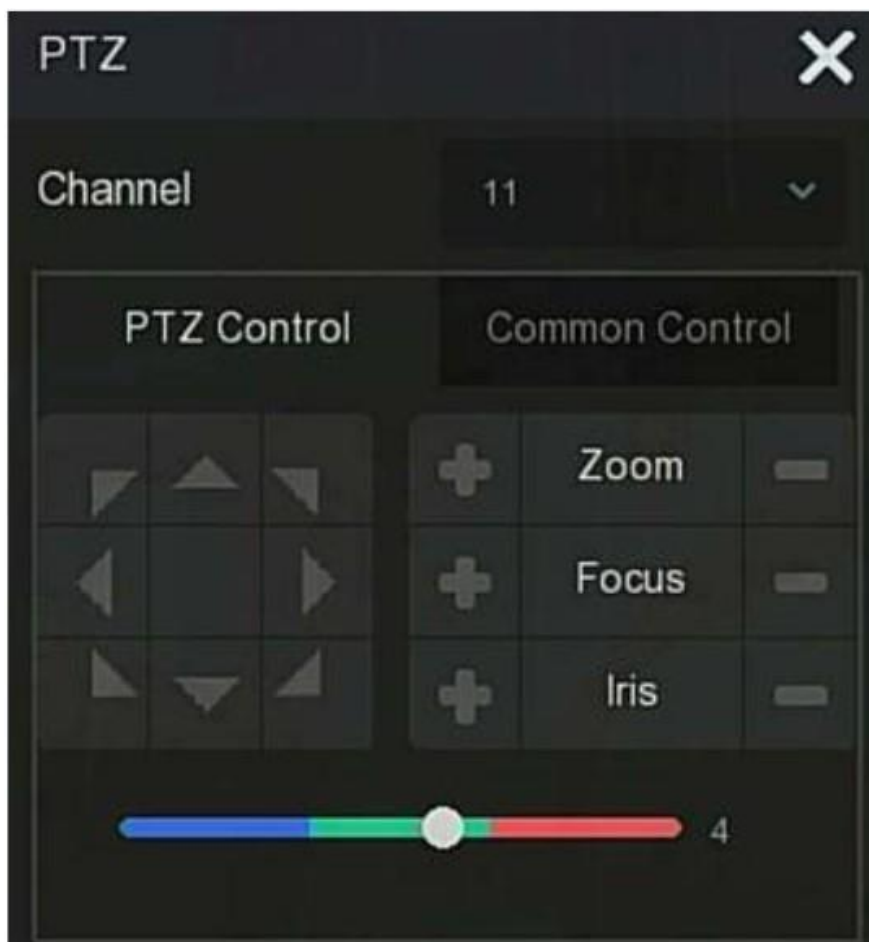 PTZ
Channel 11
PTZ Control Common Control
Zoom
Focus
Iris
4